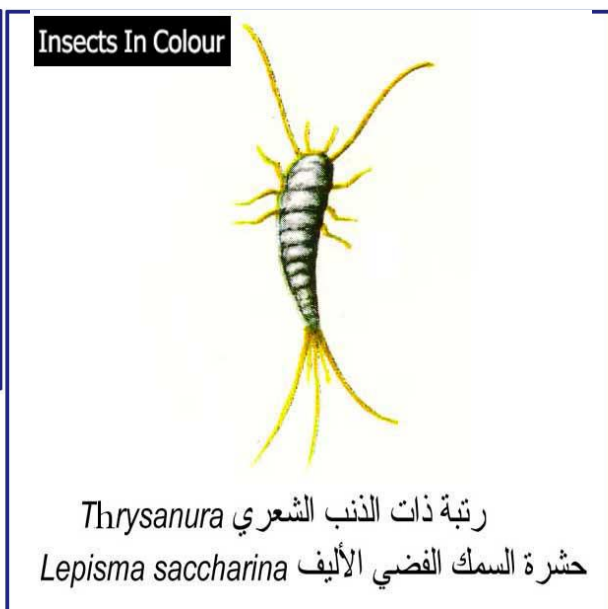 Insects In Colour
رتبة ذات الذنب الشعري Thrysanura
حشرة السمك الفضي الأليف Lepisma saccharina